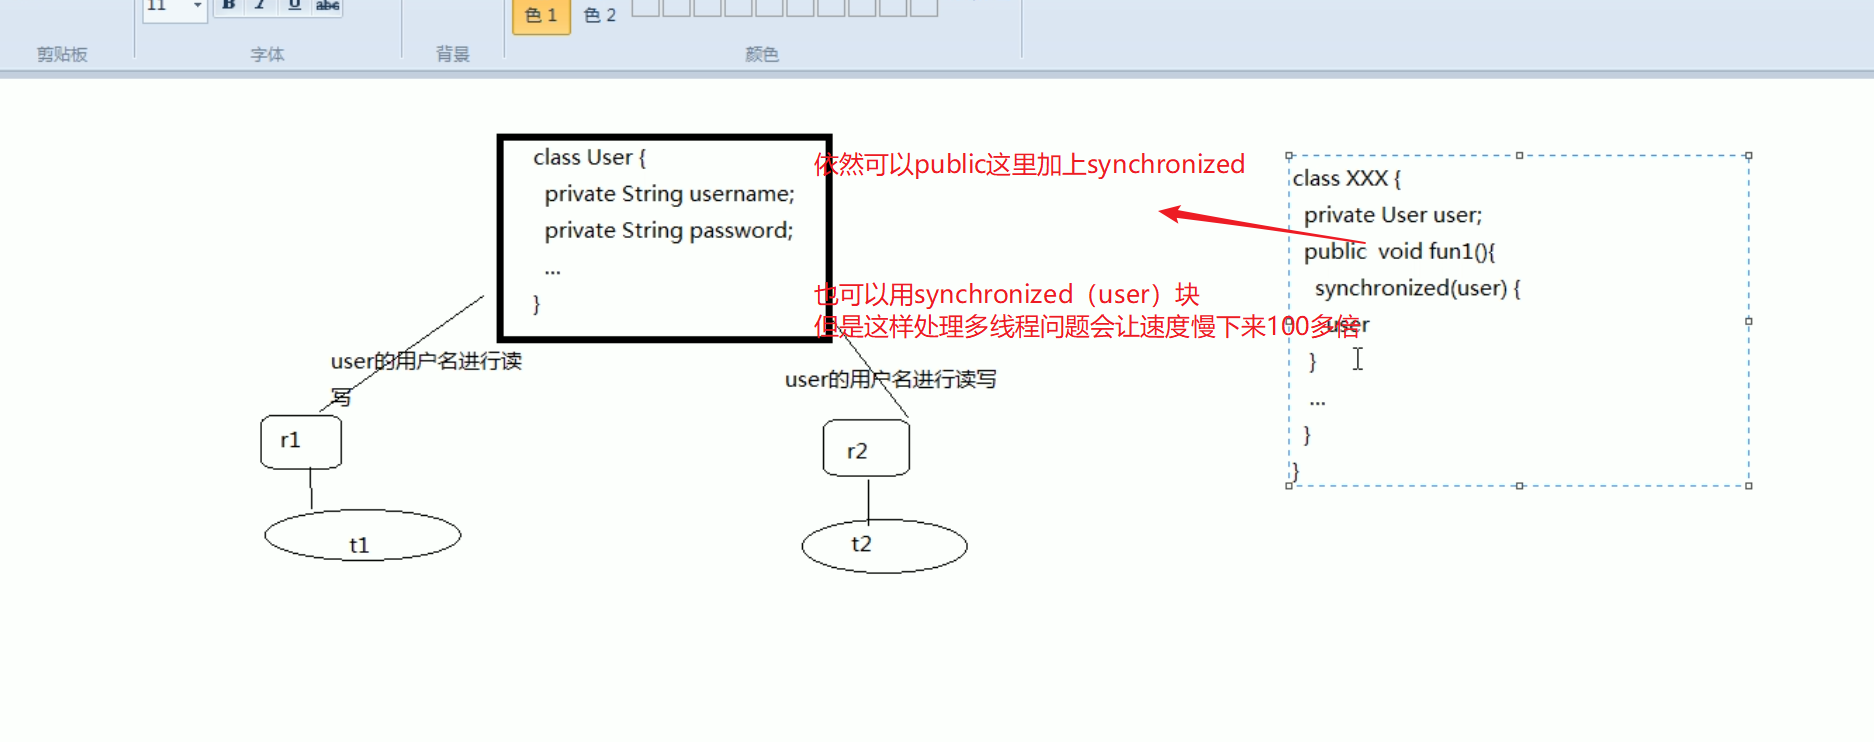 11
B I U abc
色 1
色 2
剪贴板
字体
背景
颜色
class User {
private String username;
private String password;
...
}
依然可以public这里加上synchronized
也可以用synchronized（user）块
但是这样处理多线程问题会让速度慢下来100多倍
class XXX {
private User user;
public void fun1(){
synchronized(user) {
user
}
...
}
}
user的用户名进行读
写
user的用户名进行读写
r1
r2
t1
t2